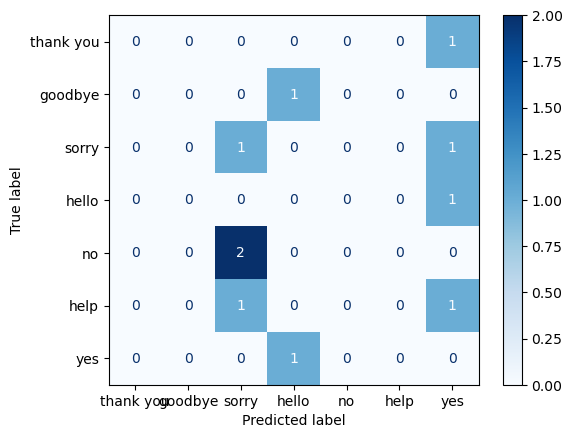 thank you 0 0 0 0 0 0 1
goodbye 0 0 0 1 0 0 0
sorry 0 0 1 0 0 0 1
hello 0 0 0 0 0 0 1
no 0 0 2 0 0 0 0
help 0 0 1 0 0 0 1
yes 0 0 0 1 0 0 0
thank you goodbye sorry hello no help yes
Predicted label
True label
2.00
1.75
1.50
1.25
1.00
0.75
0.50
0.25
0.00